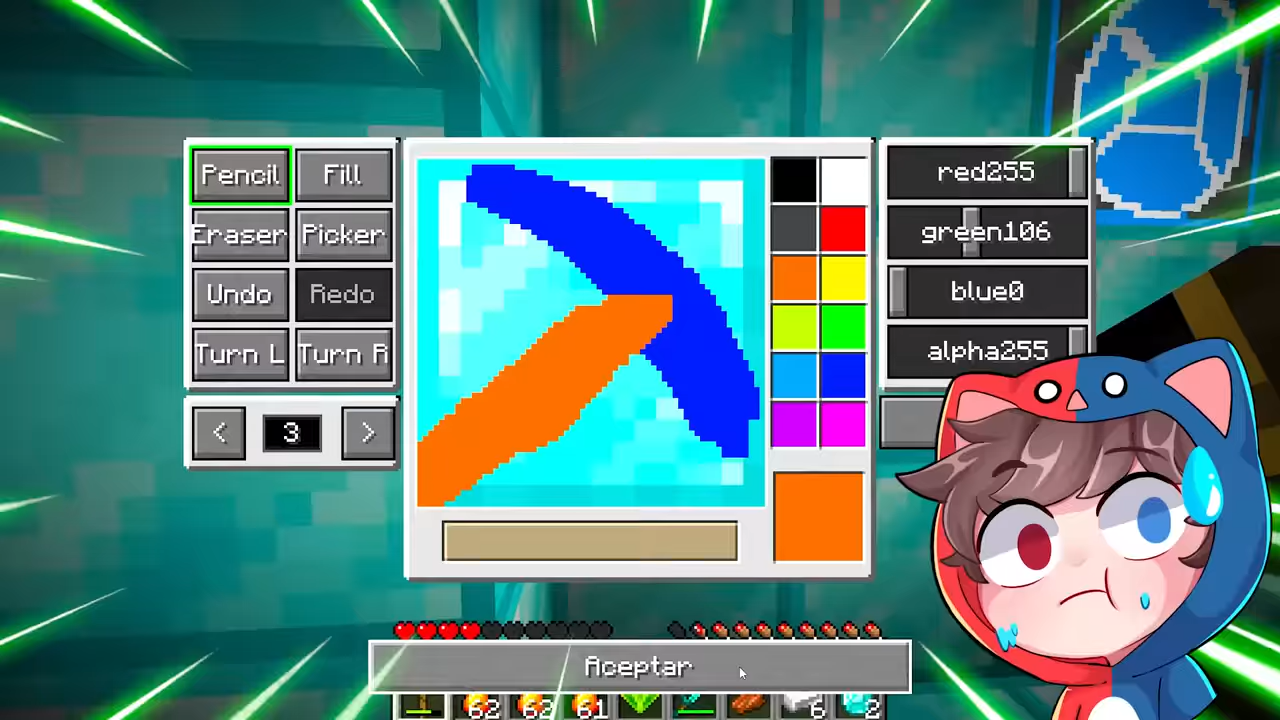 Pencil Fill
Eraser Picker
Undo Redo
Turn L Turn R
< 3 >
red255
green106
blue0
alpha255
Aceptar
62 62 61 6 2